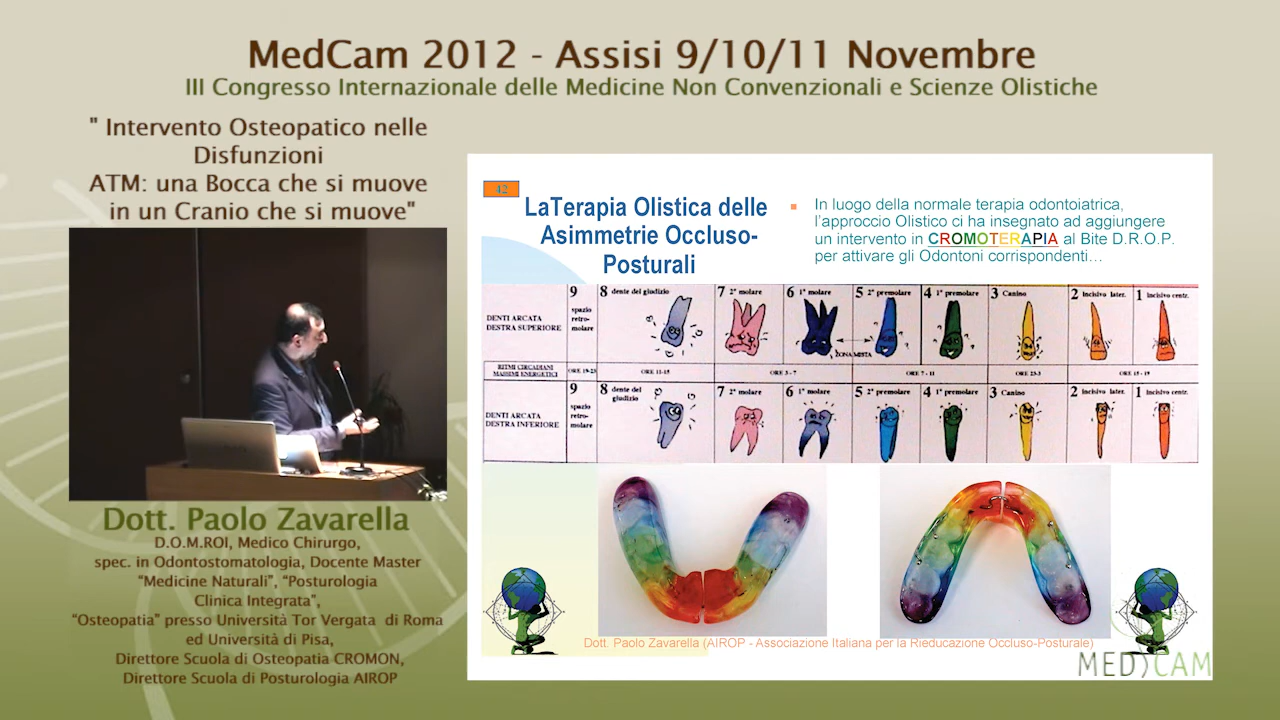 MedCam 2012 - Assisi 9/10/11 Novembre
III Congresso Internazionale delle Medicine Non Convenzionali e Scienze Olistiche
" Intervento Osteopatico nelle
Disfunzioni
ATM: una Bocca che si muove
in un Cranio che si muove"
Dott. Paolo Zavarella
D.O.M.ROI, Medico Chirurgo,
spec. in Odontostomatologia, Docente Master
“Medicine Naturali”, “Posturologia
Clinica Integrata”,
“Osteopatia” presso Università Tor Vergata di Roma
ed Università di Pisa,
Direttore Scuola di Osteopatia CROMON,
Direttore Scuola di Posturologia AIROP
42
LaTerapia Olistica delle
Asimmetrie Occluso-
Posturali
In luogo della normale terapia odontoiatrica,
l’approccio Olistico ci ha insegnato ad aggiungere
un intervento in CROMOTERAPIA al Bite D.R.O.P.
per attivare gli Odontoni corrispondenti…
DENTI ARCATA
DESTRA SUPERIORE
9
spazio
retro-
molare
8 dente del giudizio
7 2° molare
6 1° molare
5 2° premolare
4 1° premolare
3 Canino
2 incisivo later.
1 incisivo centr.
ZONA MISTA
RITMI CIRCADIANI
MASSIMI ENERGETICI
ORE 19-23
ORE 11-15
ORE 3 - 7
ORE 7 - 11
ORE 23-3
ORE 15 - 19
DENTI ARCATA
DESTRA INFERIORE
9
spazio
retro-
molare
8 dente del
giudizio
7 2° molare
6 1° molare
5 2° premolare
4 1° premolare
3 Canino
2 incisivo later.
1 incisivo centr.
Dott. Paolo Zavarella (AIROP - Associazione Italiana per la Rieducazione Occluso-Posturale)
MEDCAM